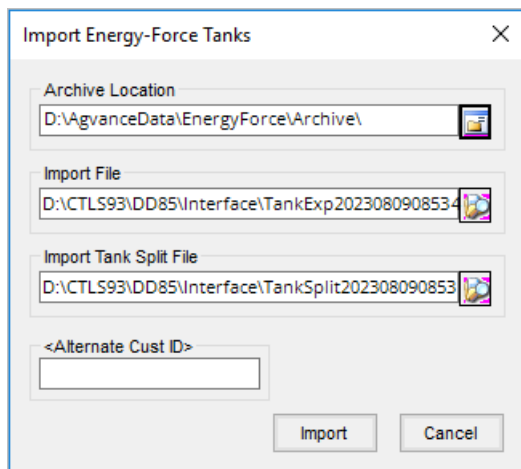 Import Energy-Force Tanks
Archive Location
D:\AgvanceData\EnergyForce\Archive\
Import File
D:\CTLS93\DD85\Interface\TankExp2023080908534
Import Tank Split File
D:\CTLS93\DD85\Interface\TankSplit202308090853
<Alternate Cust ID>
Import Cancel